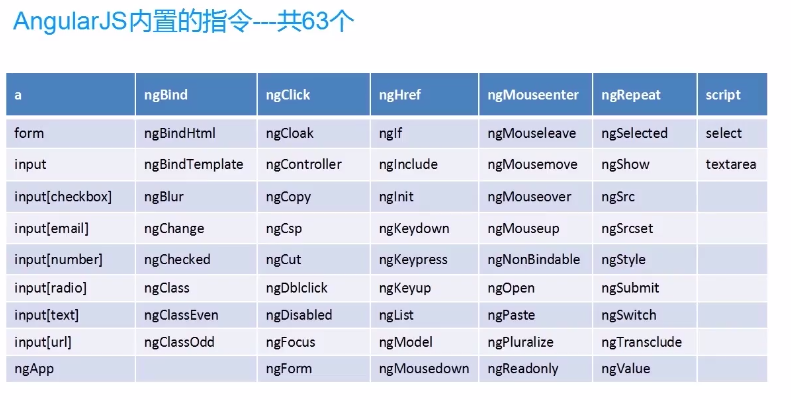 AngularJS内置的指令---共63个
a ngBind ngClick ngHref ngMouseenter ngRepeat script
form ngBindHtml ngCloak ngIf ngMouseleave ngSelected select
input ngBindTemplate ngController ngInclude ngMousemove ngShow textarea
input[checkbox] ngBlur ngCopy ngInit ngMouseover ngSrc
input[email] ngChange ngCsp ngKeydown ngMouseup ngSrcset
input[number] ngChecked ngCut ngKeypress ngNonBindable ngStyle
input[radio] ngClass ngDblclick ngKeyup ngOpen ngSubmit
input[text] ngClassEven ngDisabled ngList ngPaste ngSwitch
input[url] ngClassOdd ngFocus ngModel ngPluralize ngTransclude
ngApp ngForm ngMousedown ngReadonly ngValue